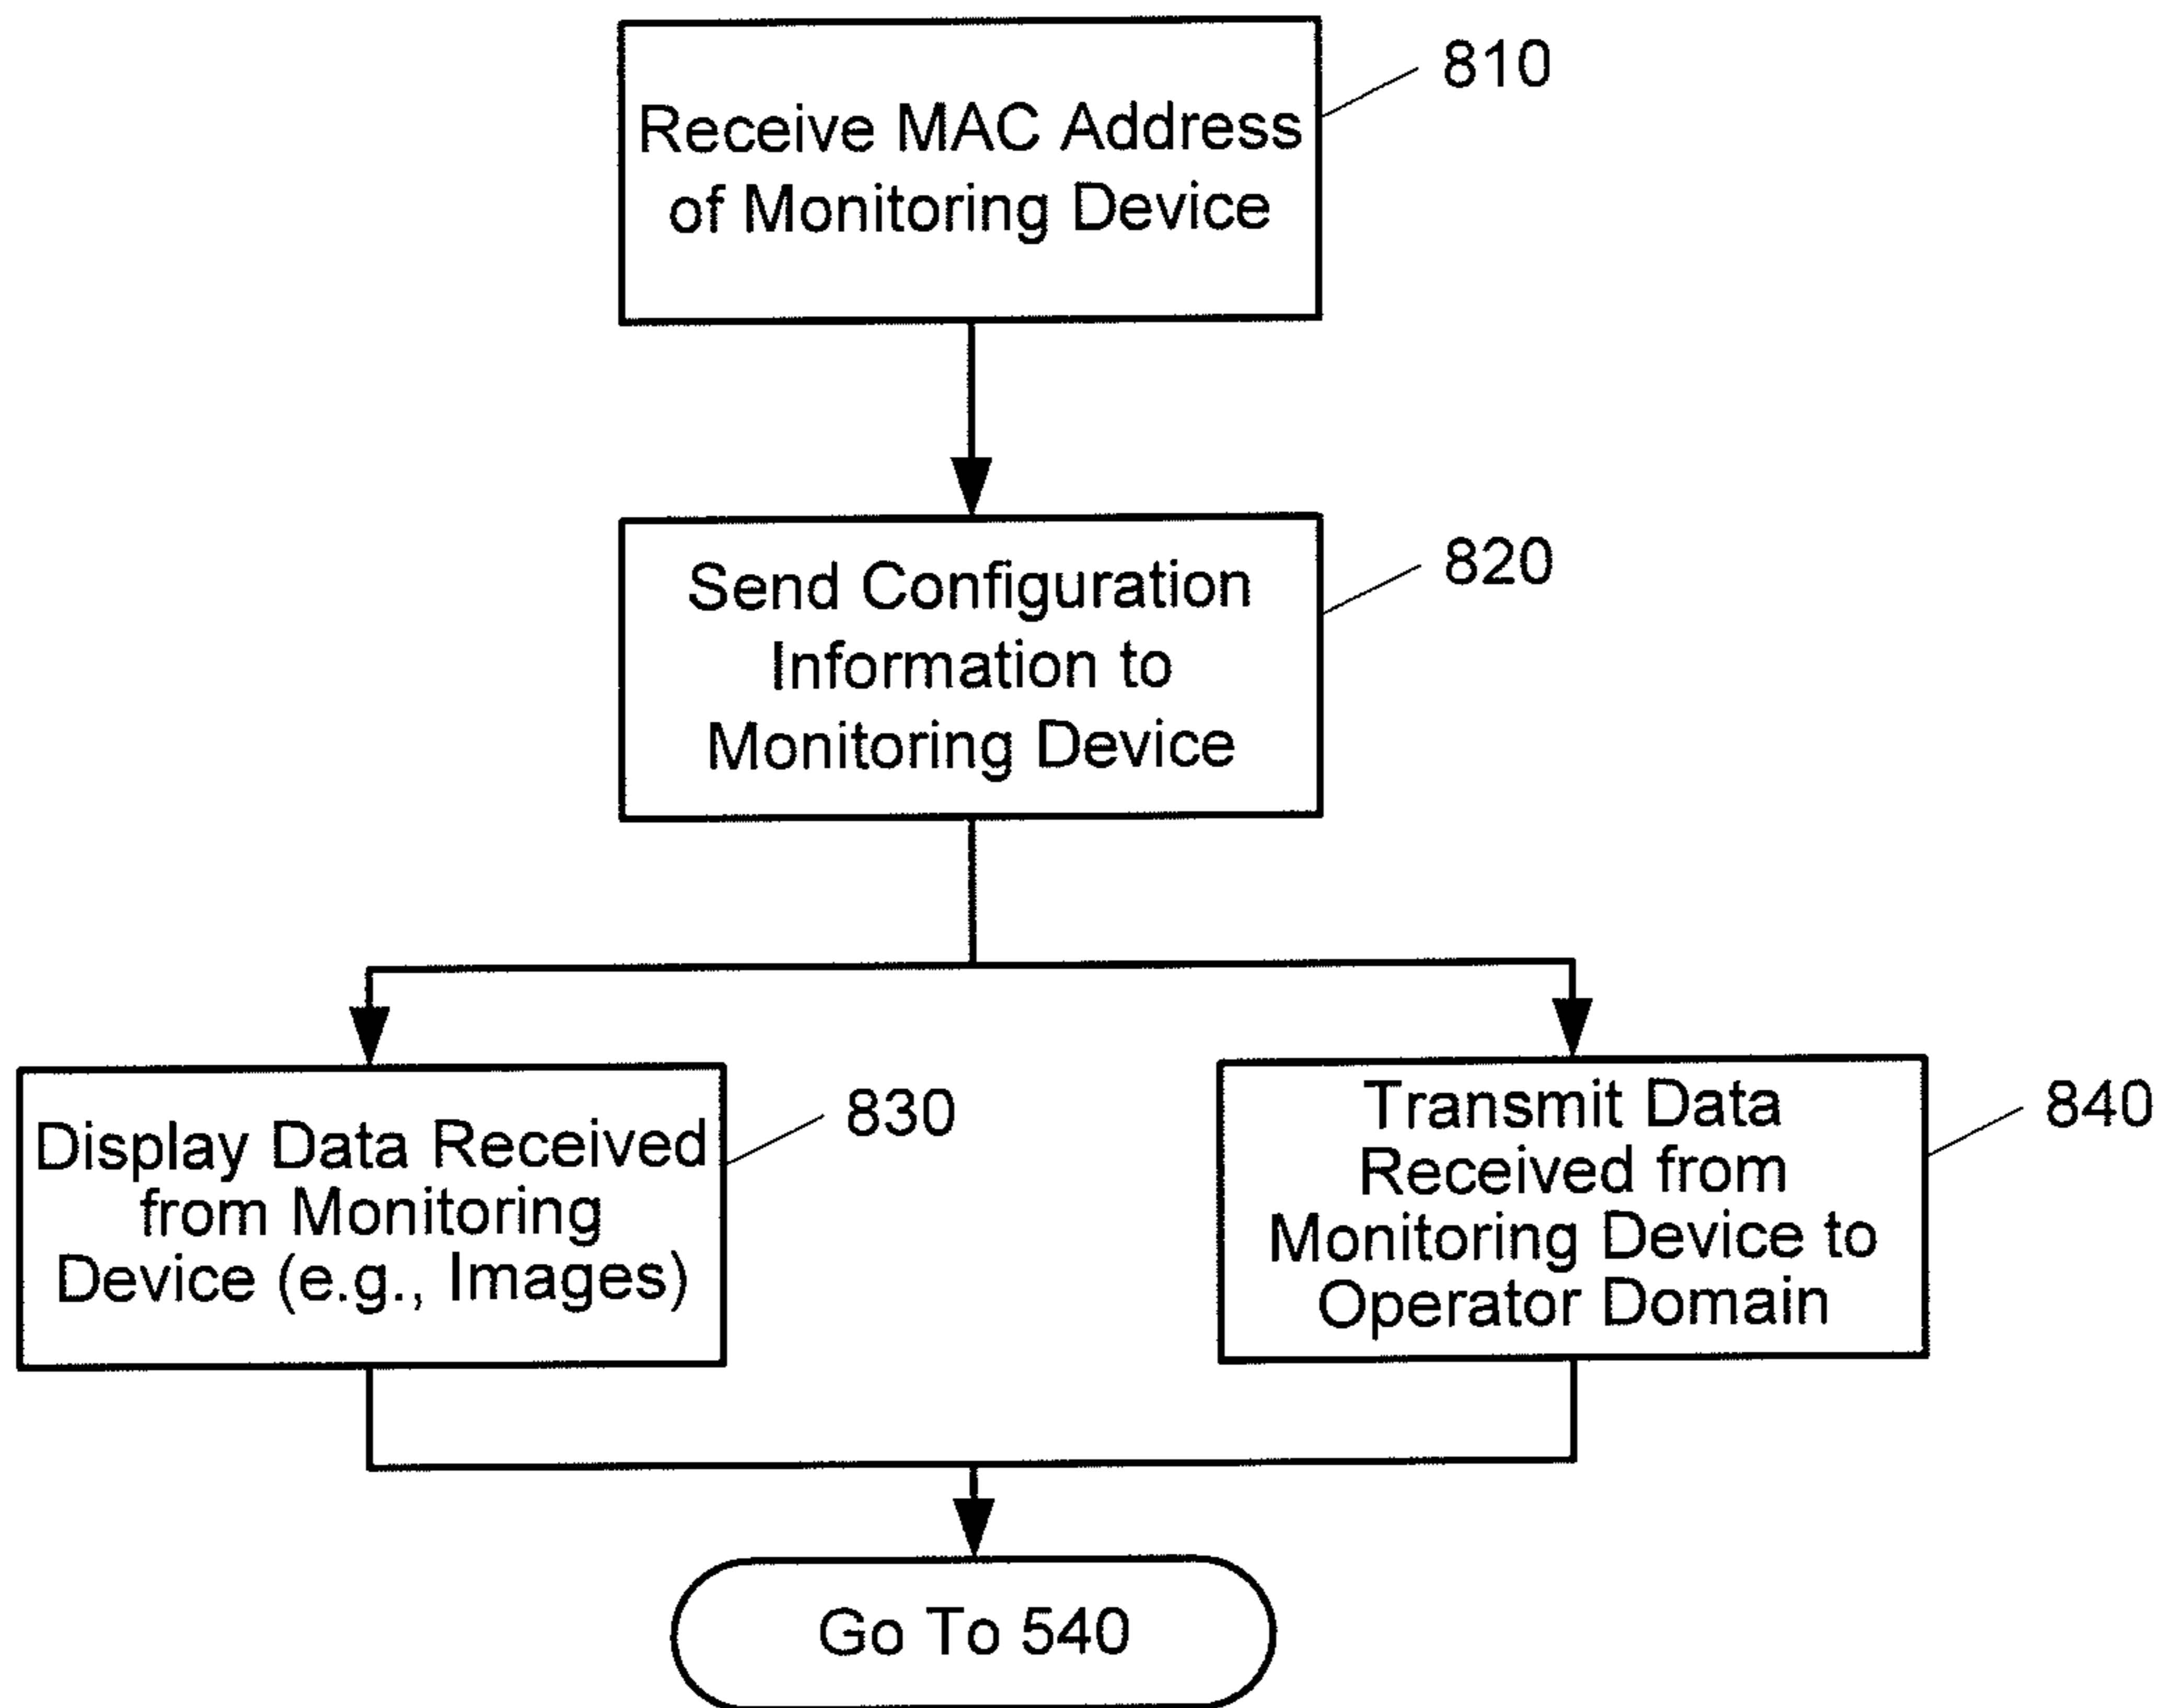 810
Receive MAC Address
of Monitoring Device
820
Send Configuration
Information to
Monitoring Device
830
Display Data Received
from Monitoring
Device (e.g., Images)
840
Transmit Data
Received from
Monitoring Device to
Operator Domain
Go To 540